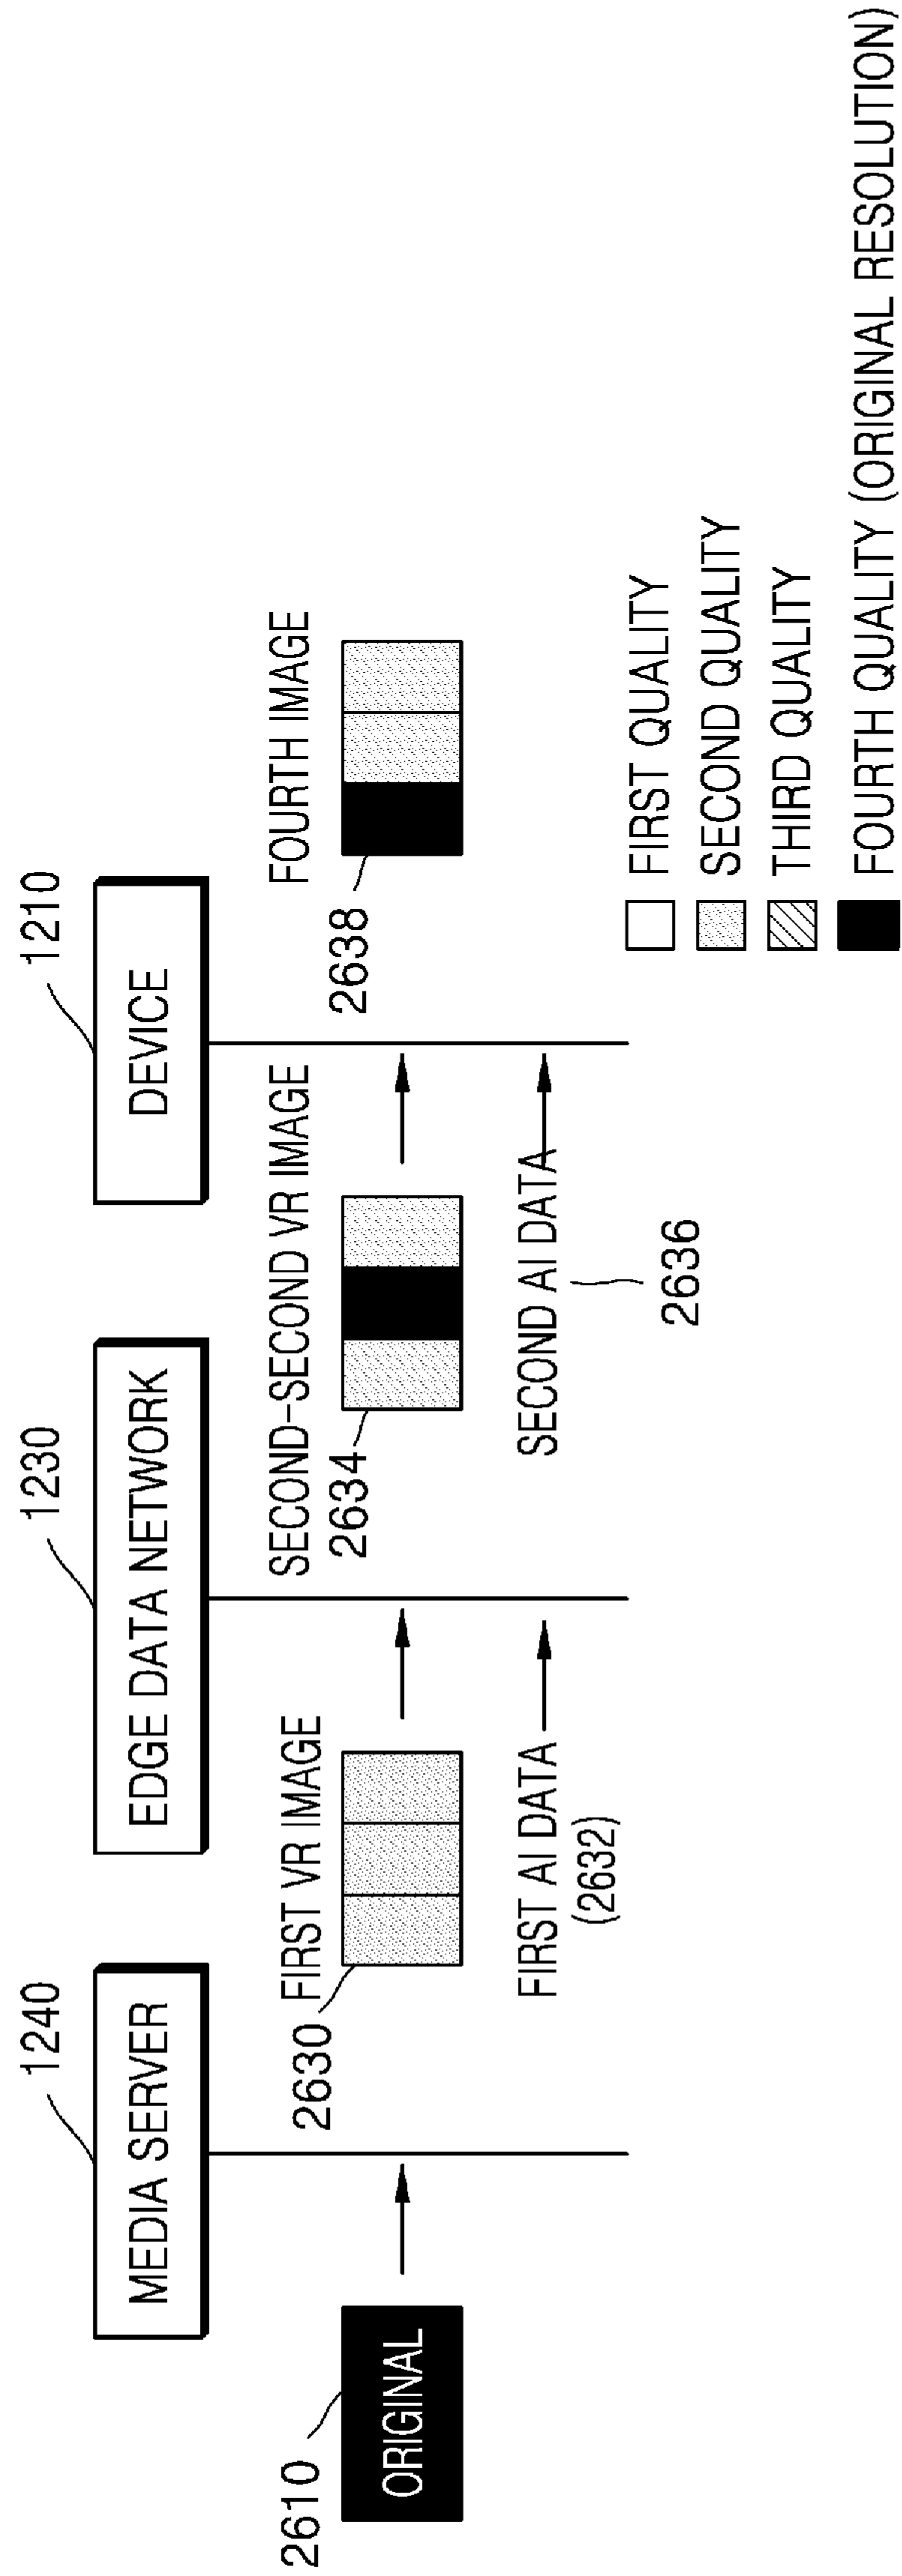 1240
1230
1210
MEDIA SERVER
EDGE DATA NETWORK
DEVICE
2610
ORIGINAL
FIRST VR IMAGE
2630
FIRST AI DATA
(2632)
SECOND-SECOND VR IMAGE
2634
SECOND AI DATA
2636
FOURTH IMAGE
2638
FIRST QUALITY
SECOND QUALITY
THIRD QUALITY
FOURTH QUALITY (ORIGINAL RESOLUTION)